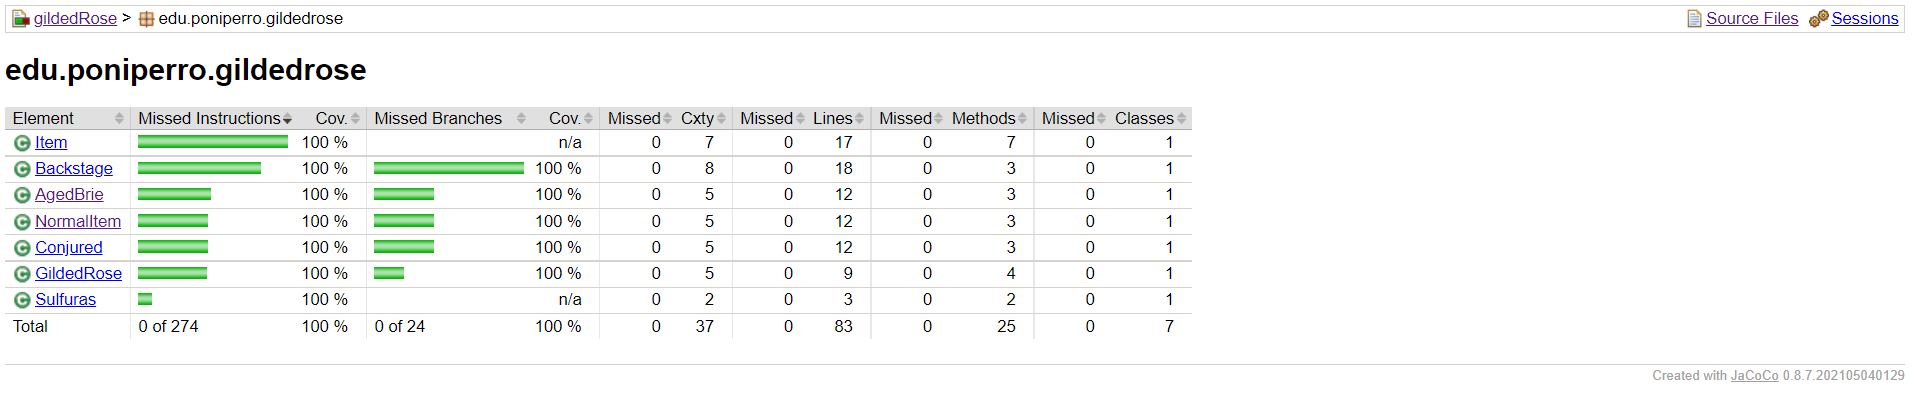 gildedRose > edu.poniperro.gildedrose Source Files Sessions
edu.poniperro.gildedrose
Element Missed Instructions Cov. Missed Branches Cov. Missed Cxty Missed Lines Missed Methods Missed Classes
Item 100 % n/a 0 7 0 17 0 7 0 1
Backstage 100 % 100 % 0 8 0 18 0 3 0 1
AgedBrie 100 % 100 % 0 5 0 12 0 3 0 1
NormalItem 100 % 100 % 0 5 0 12 0 3 0 1
Conjured 100 % 100 % 0 5 0 12 0 3 0 1
GildedRose 100 % 100 % 0 5 0 9 0 4 0 1
Sulfuras 100 % n/a 0 2 0 3 0 2 0 1
Total 0 of 274 100 % 0 of 24 100 % 0 37 0 83 0 25 0 7
Created with JaCoCo 0.8.7.202105040129